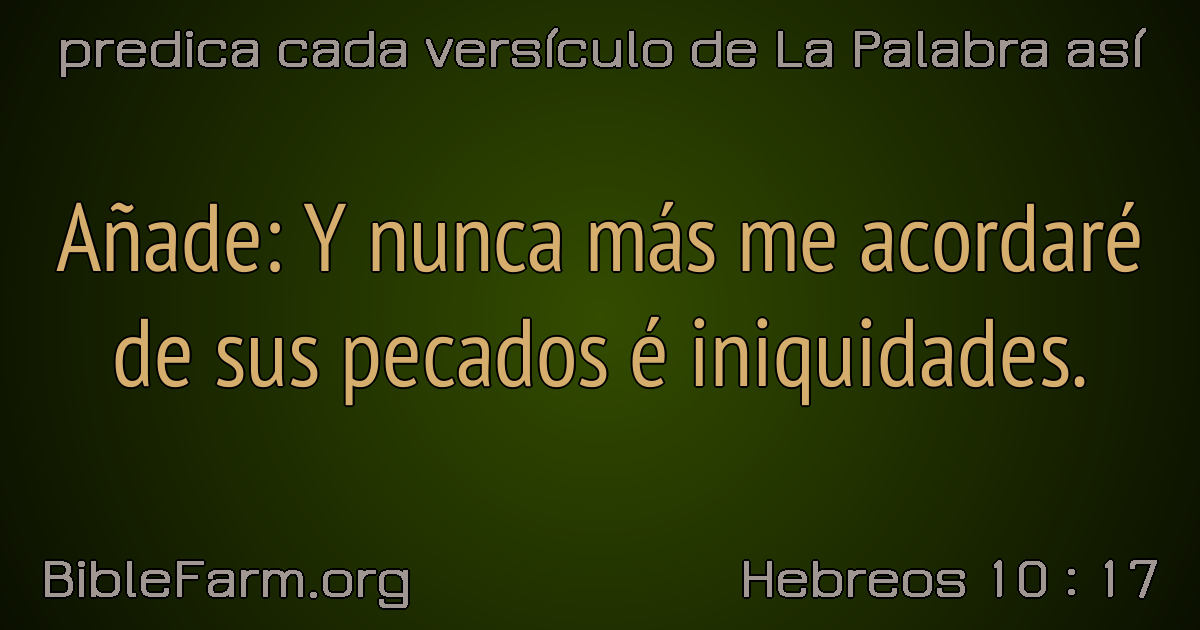 predica cada versículo de La Palabra así
Añade: Y nunca más me acordaré
de sus pecados é iniquidades.
BibleFarm.org
Hebreos 10 : 17